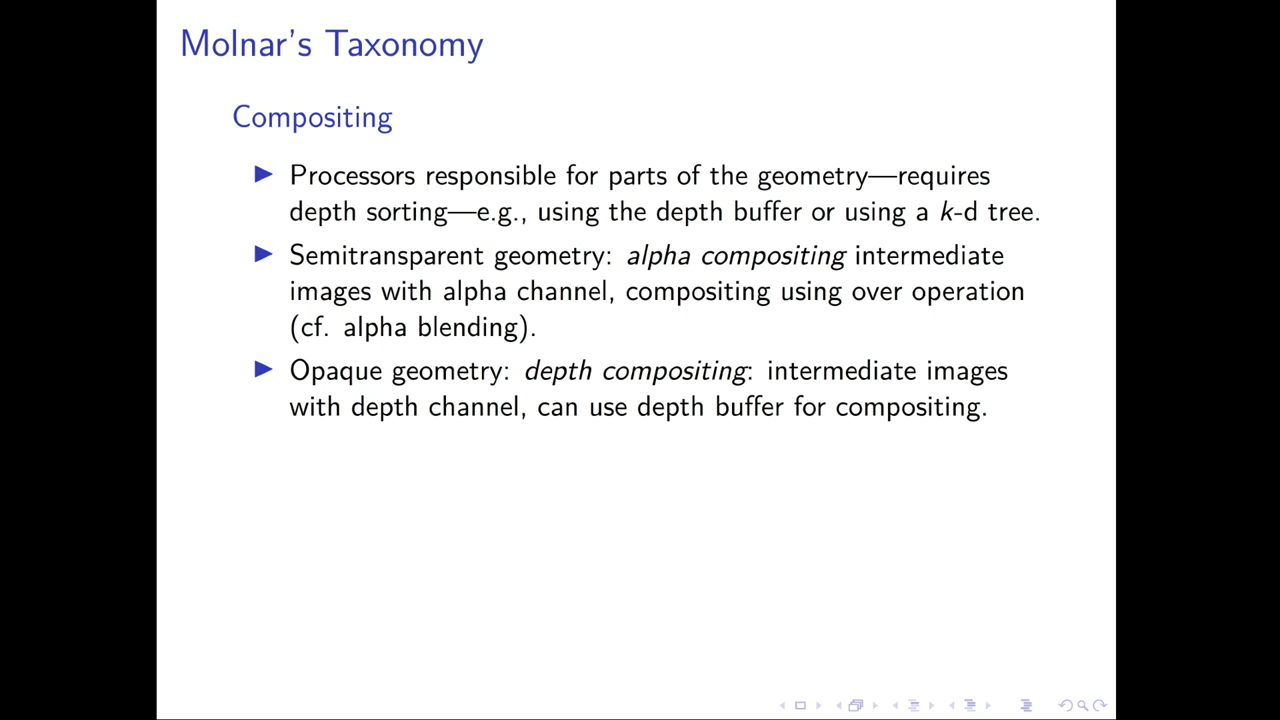 Molnar's Taxonomy
Compositing
Processors responsible for parts of the geometry—requires
depth sorting—e.g., using the depth buffer or using a k-d tree.
Semitransparent geometry: alpha compositing intermediate
images with alpha channel, compositing using over operation
(cf. alpha blending).
Opaque geometry: depth compositing: intermediate images
with depth channel, can use depth buffer for compositing.